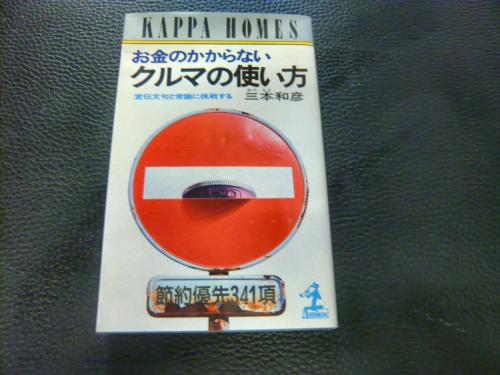 KAPPA HOMES
お金のかからない
クルマの使い方
宣伝文句と常識に挑戦する 三本和彦
節約優先341項